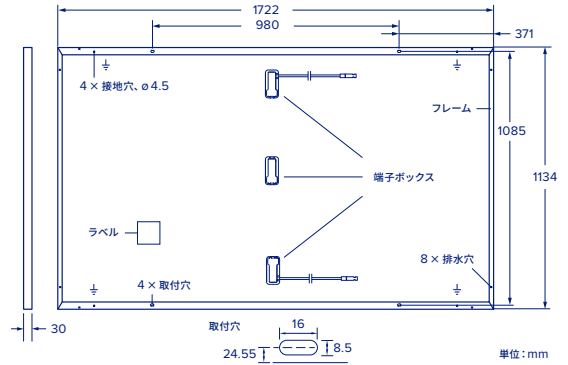 1722
980
371
4 × 接地穴、ø 4.5
フレーム
1085
端子ボックス
1134
ラベル
8 × 排水穴
4 × 取付穴
30
取付穴
16
24.55
8.5
単位：mm